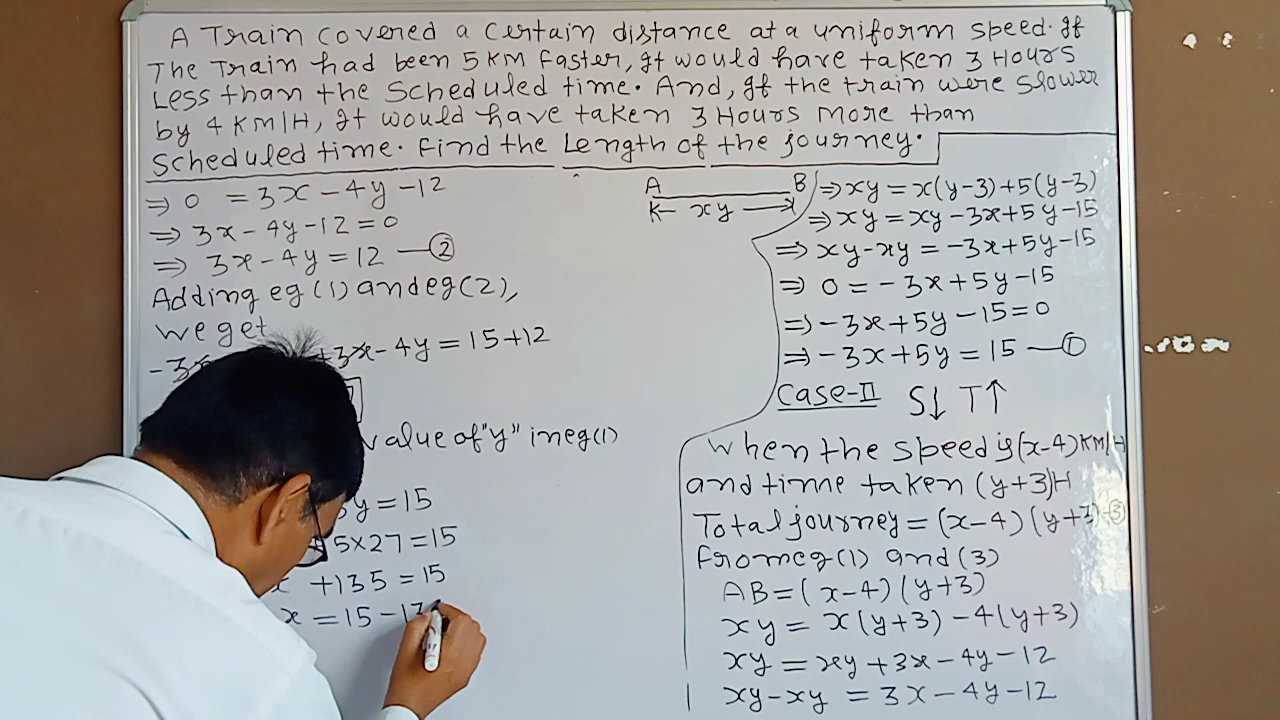 A Train covered a certain distance at a uniform speed. If
The Train had been 5 KM faster, It would have taken 3 Hours
Less than the Scheduled time. And, If the train were slower
by 4 KM/H, It would have taken 3 Hours more than
Scheduled time. Find the Length of the journey.
⇒ 0 = 3x - 4y - 12
⇒ 3x - 4y - 12 = 0
⇒ 3x - 4y = 12 — ②
Adding eq (1) and eq (2),
we get
+3x - 4y = 15 + 12
value of "y" in eq (1)
y = 15
5×27 = 15
+135 = 15
x = 15 - 13
A B
xy
⇒ xy = x(y-3) + 5(y-3)
⇒ xy = xy - 3x + 5y - 15
⇒ xy - xy = -3x + 5y - 15
⇒ 0 = -3x + 5y - 15
⇒ -3x + 5y - 15 = 0
⇒ -3x + 5y = 15 — ①
Case-II S↓ T↑
When the speed is (x-4) KM/H
and time taken (y+3)H
Total journey = (x-4) (y+3) - ③
From eq (1) and (3)
AB = (x-4) (y+3)
xy = x(y+3) - 4(y+3)
xy = xy + 3x - 4y - 12
xy - xy = 3x - 4y - 12